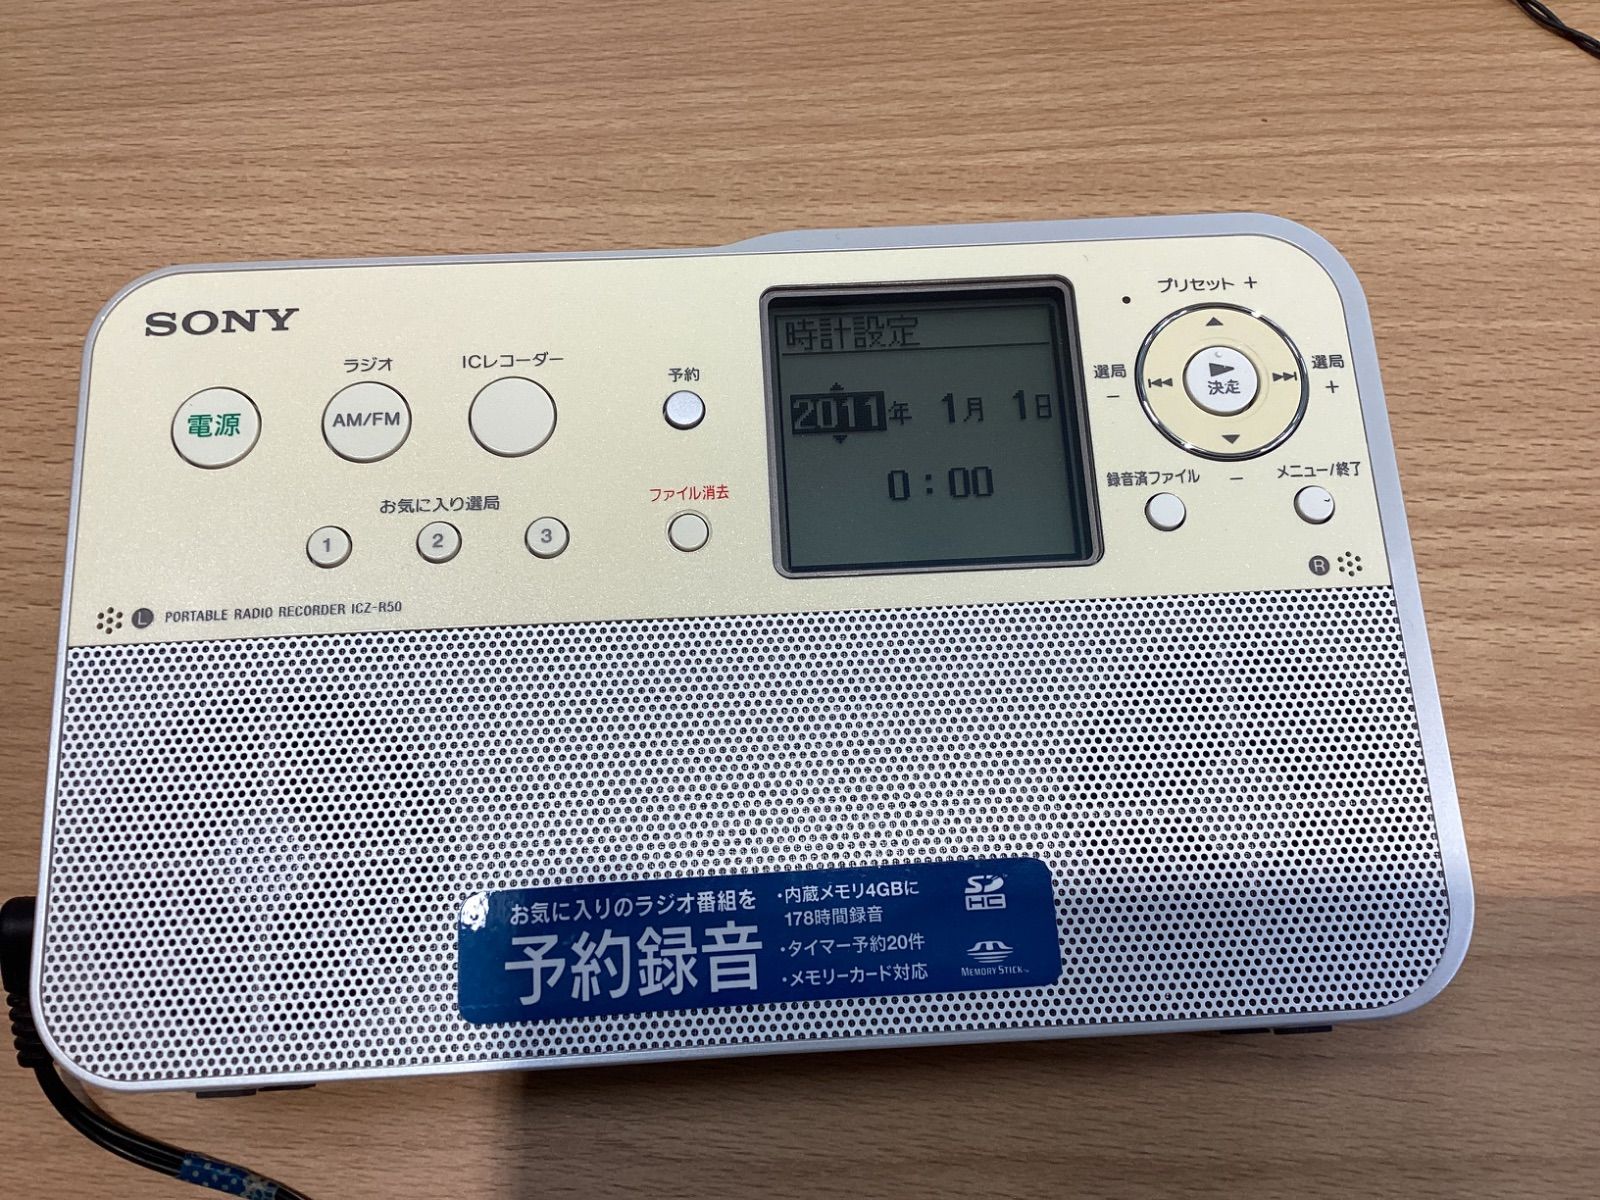 SONY
ラジオ
ICレコーダー
予約
電源
AM/FM
お気に入り選局
1
2
3
ファイル消去
L PORTABLE RADIO RECORDER ICZ-R50
時計設定
2011年 1月 1日
0:00
プリセット +
選局
−
決定
選局
+
−
録音済ファイル
メニュー/終了
R
お気に入りのラジオ番組を
予約録音
・内蔵メモリ4GBに
178時間録音
・タイマー予約20件
・メモリーカード対応
SD
HC
MEMORY STICK™